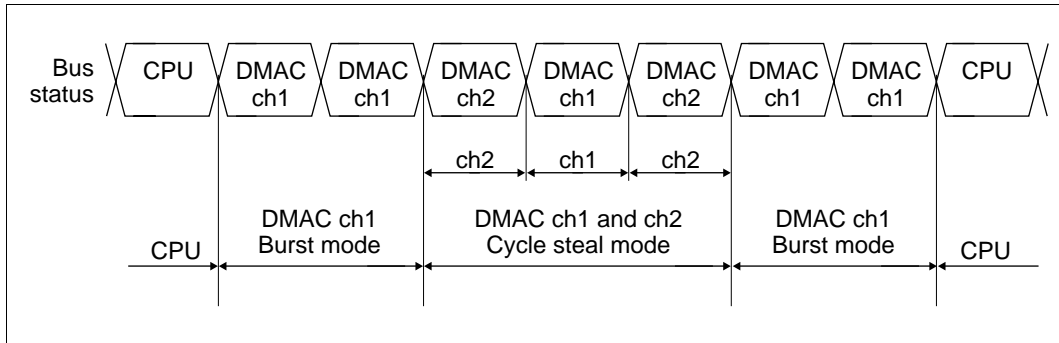 Bus
status
CPU
DMAC
ch1
DMAC
ch1
DMAC
ch2
DMAC
ch1
DMAC
ch2
DMAC
ch1
DMAC
ch1
CPU
ch2
ch1
ch2
CPU
DMAC ch1
Burst mode
DMAC ch1 and ch2
Cycle steal mode
DMAC ch1
Burst mode
CPU